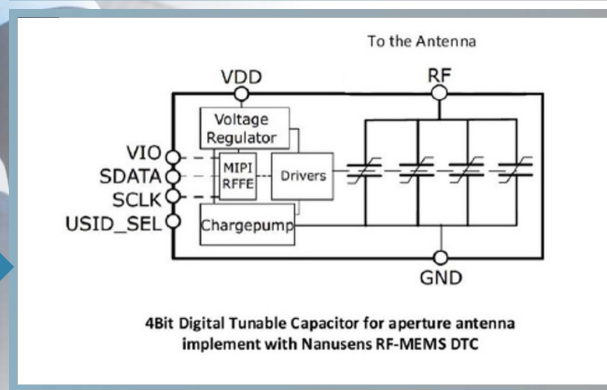 To the Antenna
VDD
RF
Voltage
Regulator
VIO
SDATA
SCLK
USID_SEL
MIPI
RFFE
Drivers
Chargepump
GND
4Bit Digital Tunable Capacitor for aperture antenna
implement with Nanusens RF-MEMS DTC